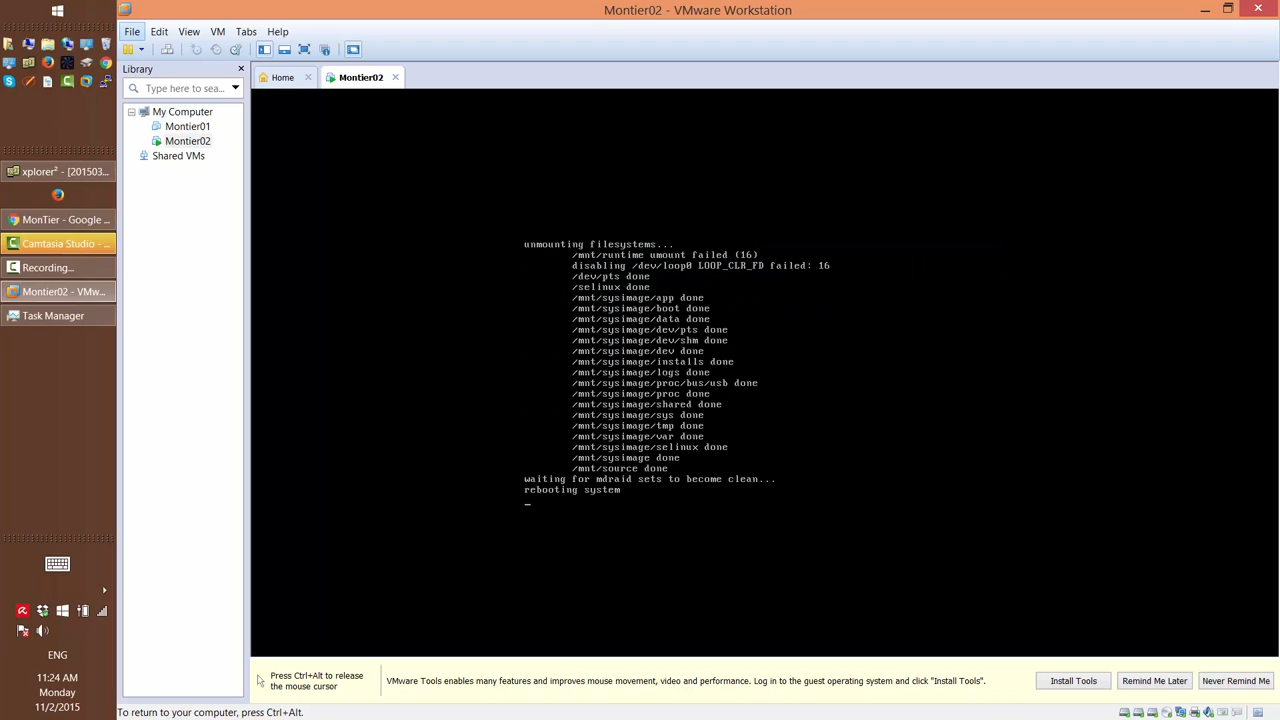 Montier02 - VMware Workstation
File Edit View VM Tabs Help
Library
Type here to sea...
My Computer
Montier01
Montier02
Shared VMs
Home
Montier02
xplorer² - [201503...
MonTier - Google ...
Camtasia Studio - ...
Recording...
Montier02 - VMw...
Task Manager
ENG
11:24 AM
Monday
11/2/2015
unmounting filesystems...
/mnt/runtime umount failed (16)
disabling /dev/loop0 LOOP_CLR_FD failed: 16
/dev/pts done
/selinux done
/mnt/sysimage/app done
/mnt/sysimage/boot done
/mnt/sysimage/data done
/mnt/sysimage/dev/pts done
/mnt/sysimage/dev/shm done
/mnt/sysimage/dev done
/mnt/sysimage/installs done
/mnt/sysimage/logs done
/mnt/sysimage/proc/bus/usb done
/mnt/sysimage/proc done
/mnt/sysimage/shared done
/mnt/sysimage/sys done
/mnt/sysimage/tmp done
/mnt/sysimage/var done
/mnt/sysimage/selinux done
/mnt/sysimage done
/mnt/source done
waiting for mdraid sets to become clean...
rebooting system
_
Press Ctrl+Alt to release
the mouse cursor
VMware Tools enables many features and improves mouse movement, video and performance. Log in to the guest operating system and click "Install Tools".
Install Tools
Remind Me Later
Never Remind Me
To return to your computer, press Ctrl+Alt.